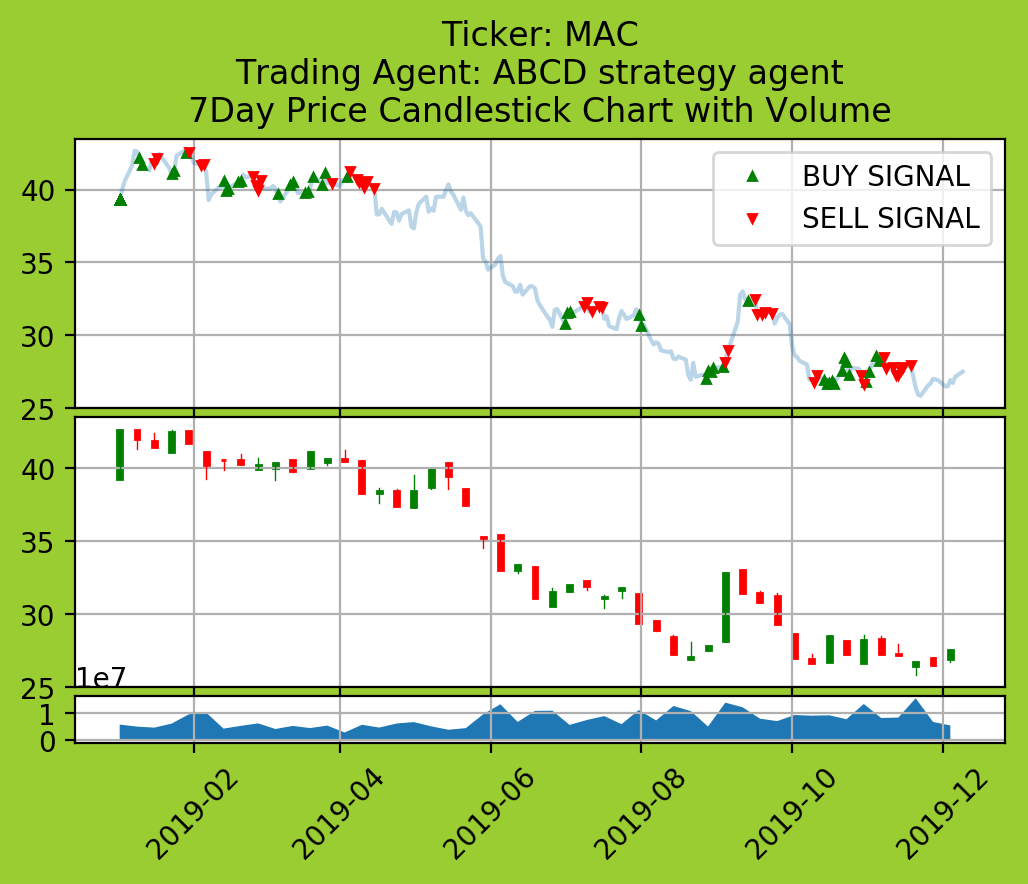 Ticker: MAC
Trading Agent: ABCD strategy agent
7Day Price Candlestick Chart with Volume
BUY SIGNAL
SELL SIGNAL
40
35
30
25
40
35
30
25
1e7
1
0
2019-02
2019-04
2019-06
2019-08
2019-10
2019-12